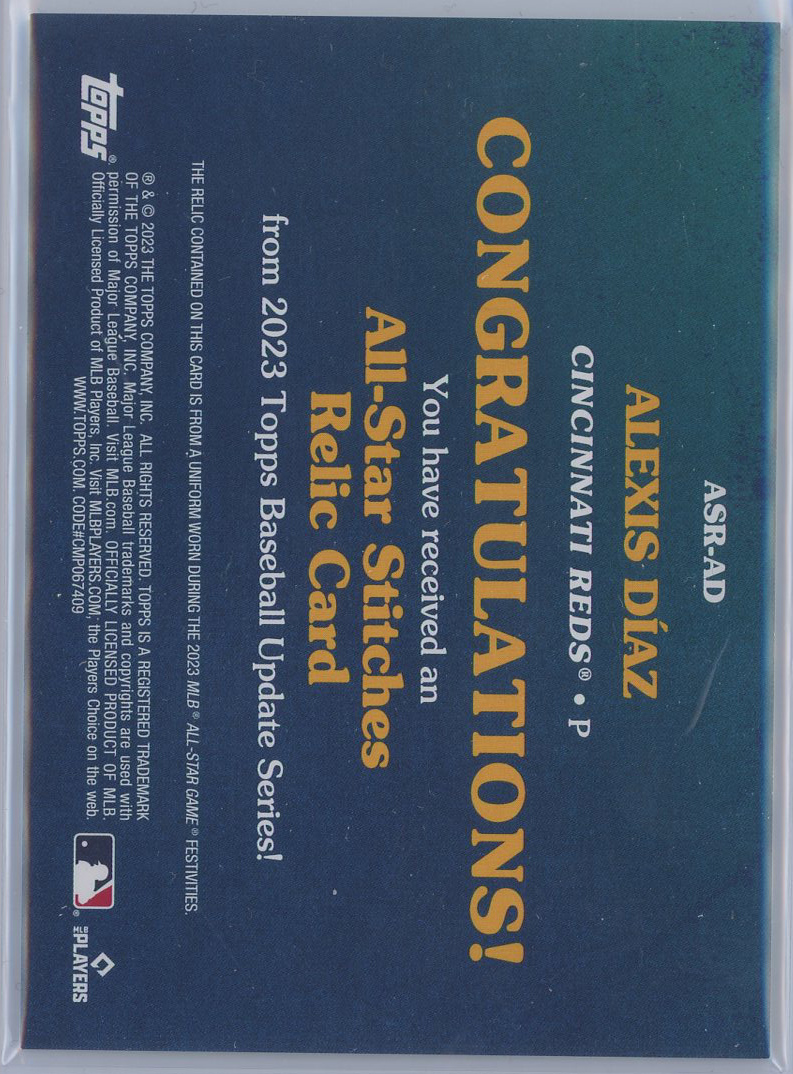 ASR-AD
ALEXIS DÍAZ
CINCINNATI REDS® • P
CONGRATULATIONS!
You have received an
All-Star Stitches
Relic Card
from 2023 Topps Baseball Update Series!
THE RELIC CONTAINED ON THIS CARD IS FROM A UNIFORM WORN DURING THE 2023 MLB® ALL-STAR GAME® FESTIVITIES.
topps®
® & © 2023 THE TOPPS COMPANY, INC. ALL RIGHTS RESERVED. TOPPS IS A REGISTERED TRADEMARK
OF THE TOPPS COMPANY, INC. Major League Baseball trademarks and copyrights are used with
permission of Major League Baseball. Visit MLB.com. OFFICIALLY LICENSED PRODUCT OF MLB
Officially Licensed Product of MLB Players, Inc. Visit MLBPLAYERS.COM, the Players Choice on the web.
WWW.TOPPS.COM. CODE#CMP067409
®
MLB
PLAYERS